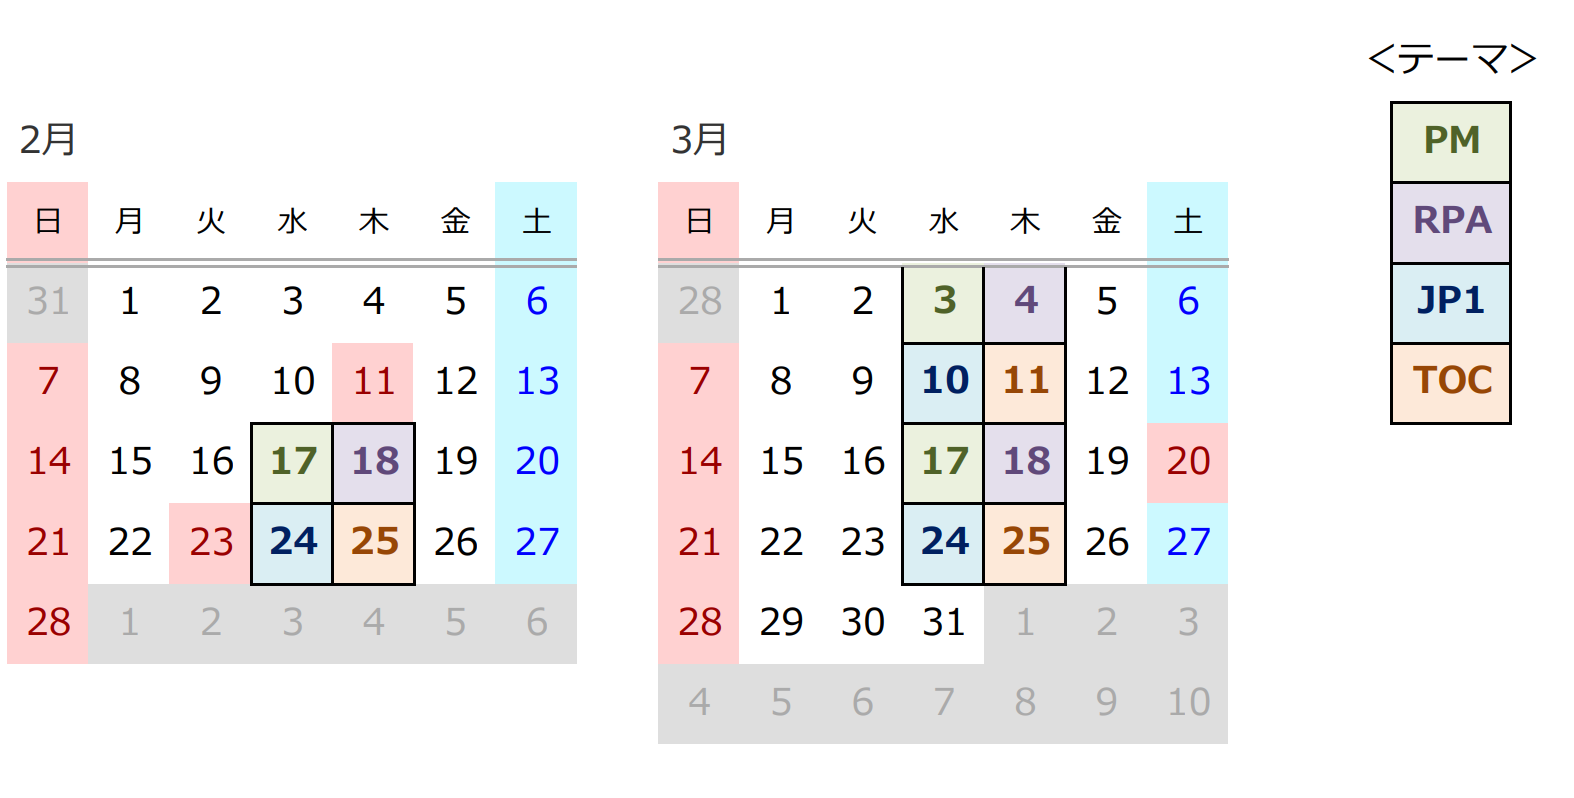 <テーマ>
PM
RPA
JP1
TOC
2月
日 月 火 水 木 金 土
31 1 2 3 4 5 6
7 8 9 10 11 12 13
14 15 16 17 18 19 20
21 22 23 24 25 26 27
28 1 2 3 4 5 6
3月
日 月 火 水 木 金 土
28 1 2 3 4 5 6
7 8 9 10 11 12 13
14 15 16 17 18 19 20
21 22 23 24 25 26 27
28 29 30 31 1 2 3
4 5 6 7 8 9 10